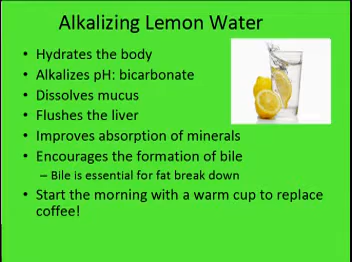 Alkalizing Lemon Water
• Hydrates the body
• Alkalizes pH: bicarbonate
• Dissolves mucus
• Flushes the liver
• Improves absorption of minerals
• Encourages the formation of bile
– Bile is essential for fat break down
• Start the morning with a warm cup to replace
coffee!